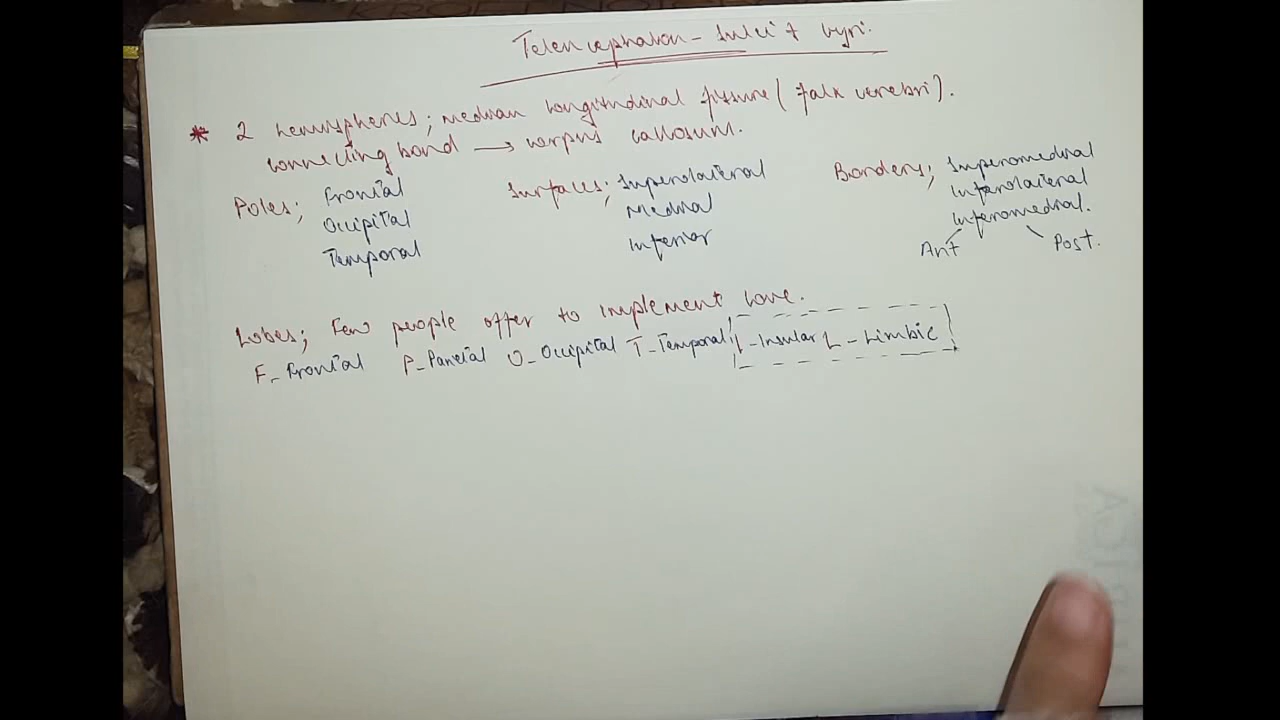 Telencephalon - Sulci + Gyri.
* 2 hemispheres; median longitudinal fissure (falx cerebri).
connecting band → corpus callosum.
Poles; Frontal
Occipital
Temporal
Surfaces; Superolateral
Medial
Inferior
Borders; Superomedial
Inferolateral
Inferomedial.
Ant Post.
Lobes; Few people offer to implement love.
F - Frontal P - Parietal O - Occipital T - Temporal I - Insular L - Limbic